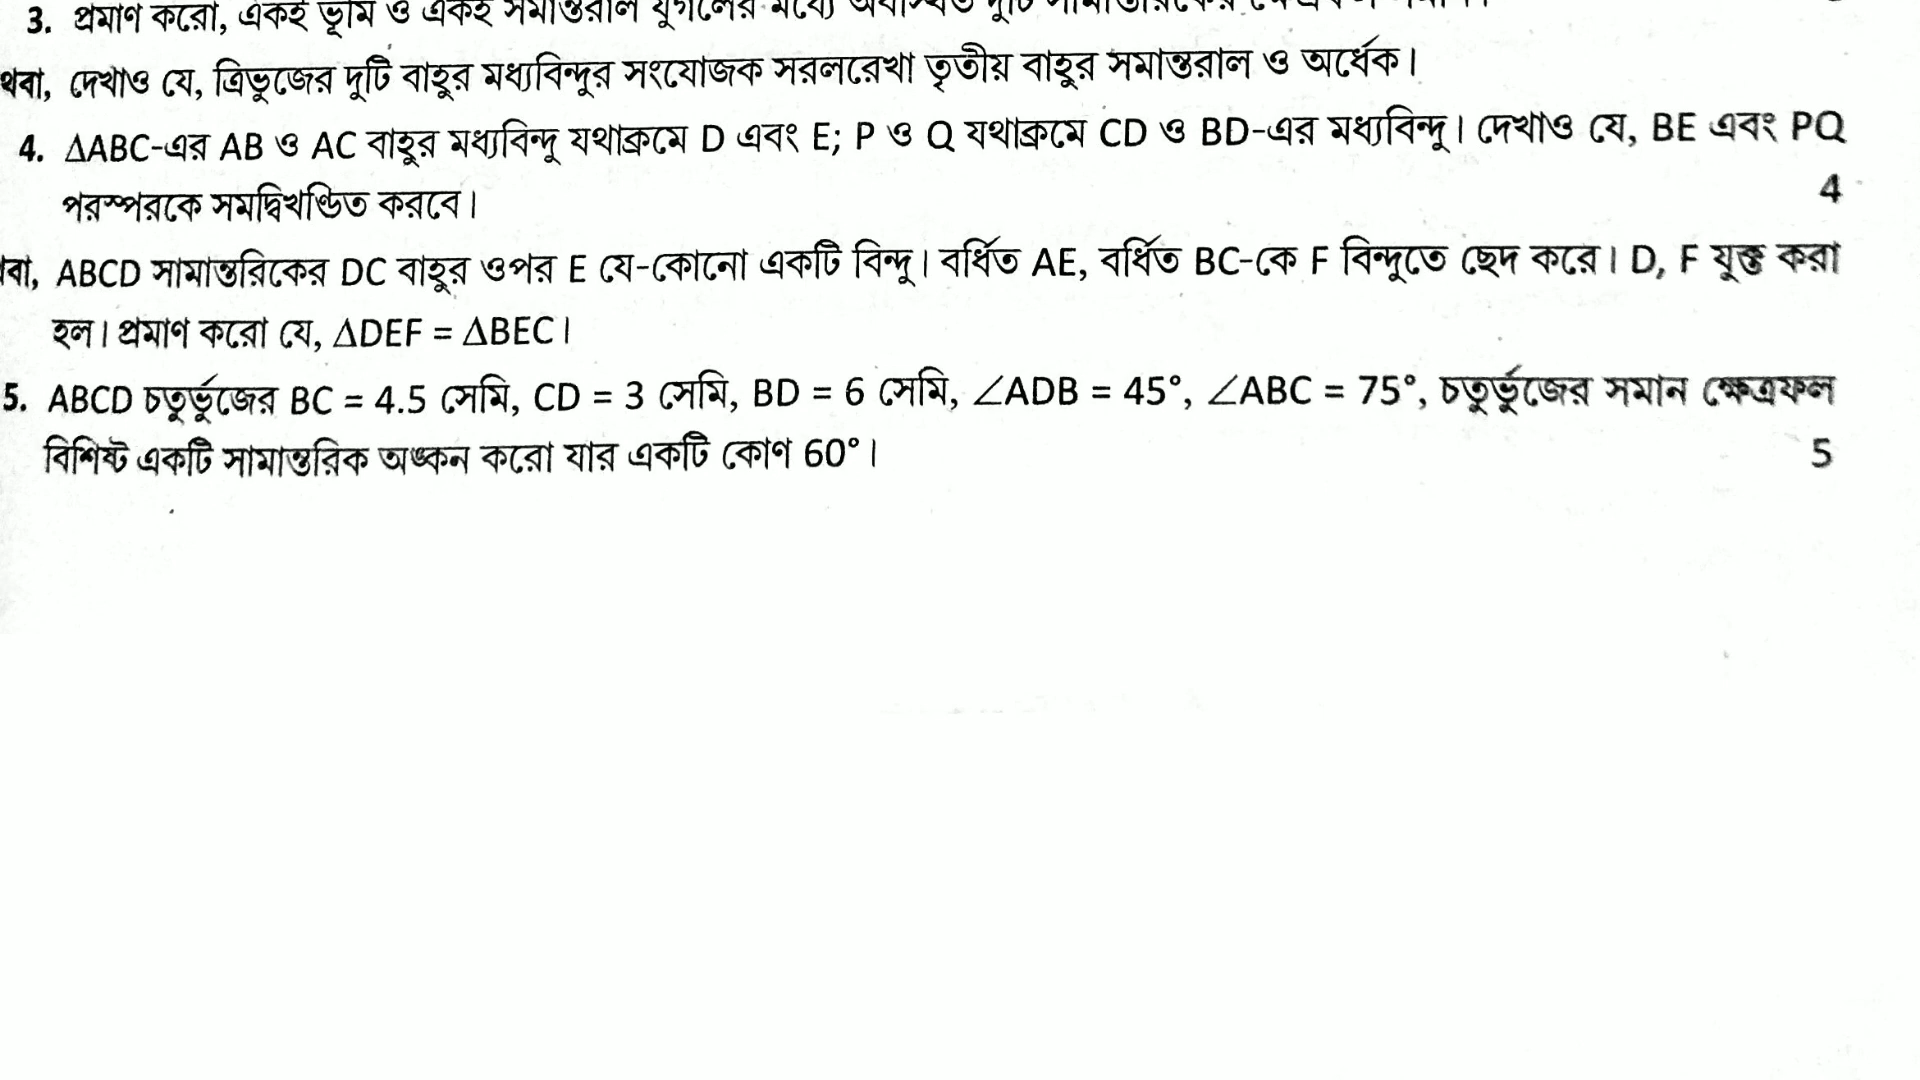 3. প্রমাণ করো, একই ভূমি ও একই সমান্তরাল যুগলের মধ্যে অবস্থিত দুটি সামান্তরিকের
থবা, দেখাও যে, ত্রিভুজের দুটি বাহুর মধ্যবিন্দুর সংযোজক সরলরেখা তৃতীয় বাহুর সমান্তরাল ও অর্ধেক।
4. ΔABC-এর AB ও AC বাহুর মধ্যবিন্দু যথাক্রমে D এবং E; P ও Q যথাক্রমে CD ও BD-এর মধ্যবিন্দু। দেখাও যে, BE এবং PQ
পরস্পরকে সমদ্বিখণ্ডিত করবে। 4
বা, ABCD সামান্তরিকের DC বাহুর ওপর E যে-কোনো একটি বিন্দু। বর্ধিত AE, বর্ধিত BC-কে F বিন্দুতে ছেদ করে। D, F যুক্ত করা
হল। প্রমাণ করো যে, ΔDEF = ΔBEC।
5. ABCD চতুর্ভুজের BC = 4.5 সেমি, CD = 3 সেমি, BD = 6 সেমি, ∠ADB = 45°, ∠ABC = 75°, চতুর্ভুজের সমান ক্ষেত্রফল
বিশিষ্ট একটি সামান্তরিক অঙ্কন করো যার একটি কোণ 60°। 5